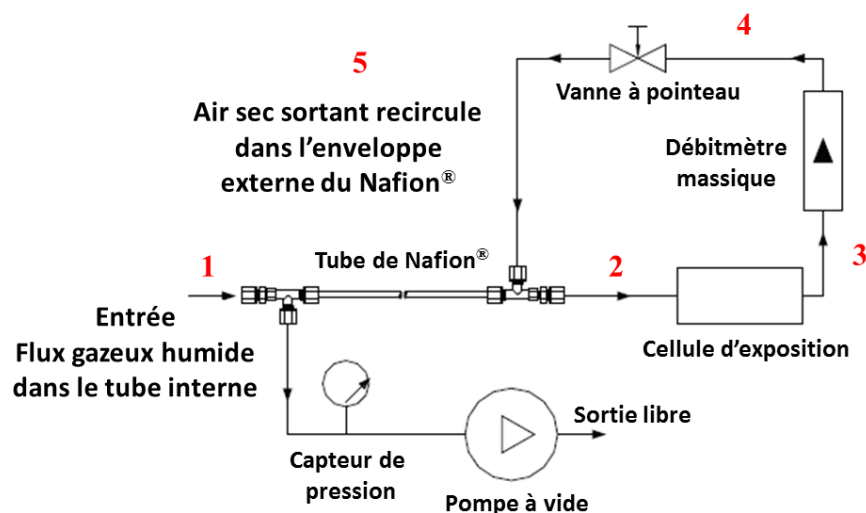 4
5
Vanne à pointeau
Air sec sortant recircule
dans l'enveloppe
externe du Nafion®
Débitmètre
massique
1
Tube de Nafion®
2
3
Entrée
Flux gazeux humide
dans le tube interne
Cellule d'exposition
Sortie libre
Capteur de
pression
Pompe à vide